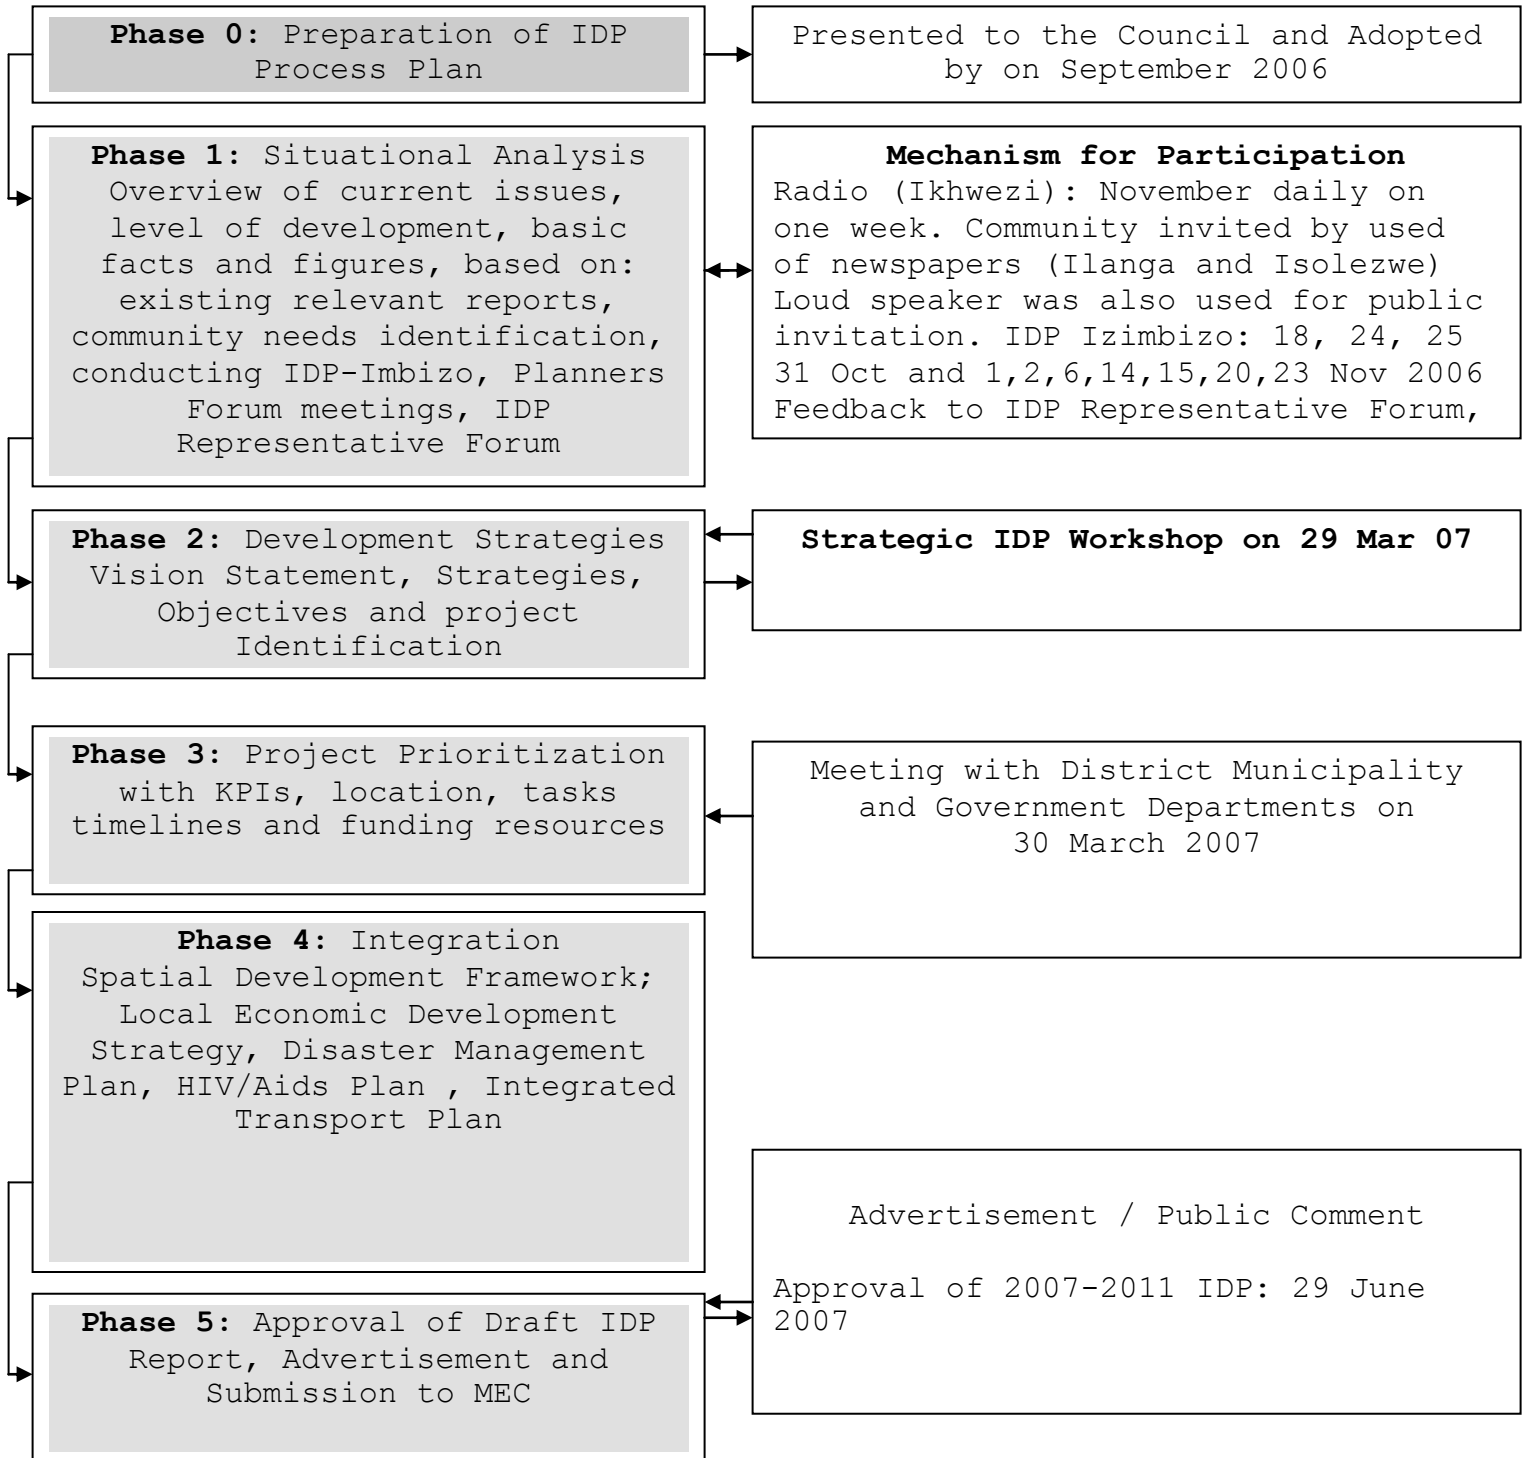 Phase 0: Preparation of IDP
Process Plan
Presented to the Council and Adopted
by on September 2006
Phase 1: Situational Analysis
Overview of current issues,
level of development, basic
facts and figures, based on:
existing relevant reports,
community needs identification,
conducting IDP-Imbizo, Planners
Forum meetings, IDP
Representative Forum
Mechanism for Participation
Radio (Ikhwezi): November daily on
one week. Community invited by used
of newspapers (Ilanga and Isolezwe)
Loud speaker was also used for public
invitation. IDP Izimbizo: 18, 24, 25
31 Oct and 1,2,6,14,15,20,23 Nov 2006
Feedback to IDP Representative Forum,
Phase 2: Development Strategies
Vision Statement, Strategies,
Objectives and project
Identification
Strategic IDP Workshop on 29 Mar 07
Phase 3: Project Prioritization
with KPIs, location, tasks
timelines and funding resources
Meeting with District Municipality
and Government Departments on
30 March 2007
Phase 4: Integration
Spatial Development Framework;
Local Economic Development
Strategy, Disaster Management
Plan, HIV/Aids Plan , Integrated
Transport Plan
Advertisement / Public Comment
Approval of 2007-2011 IDP: 29 June
2007
Phase 5: Approval of Draft IDP
Report, Advertisement and
Submission to MEC